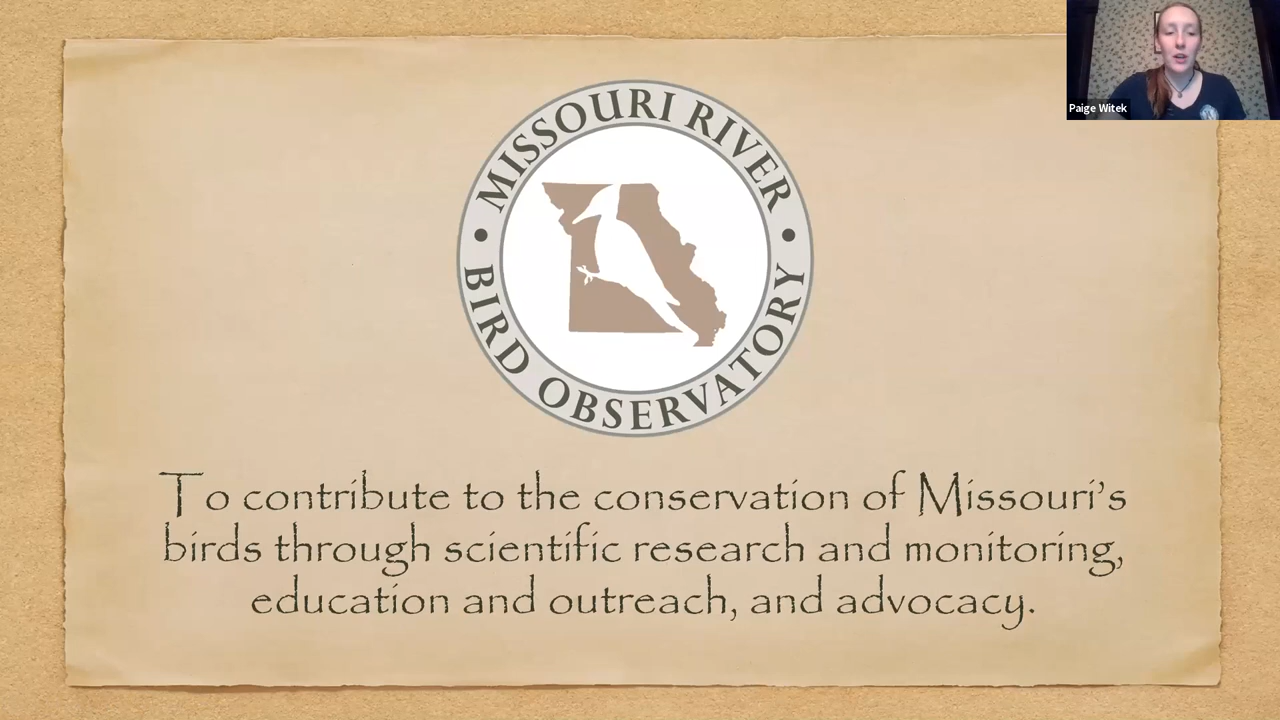 MISSOURI RIVER
BIRD OBSERVATORY
To contribute to the conservation of Missouri's
birds through scientific research and monitoring,
education and outreach, and advocacy.
Paige Witek